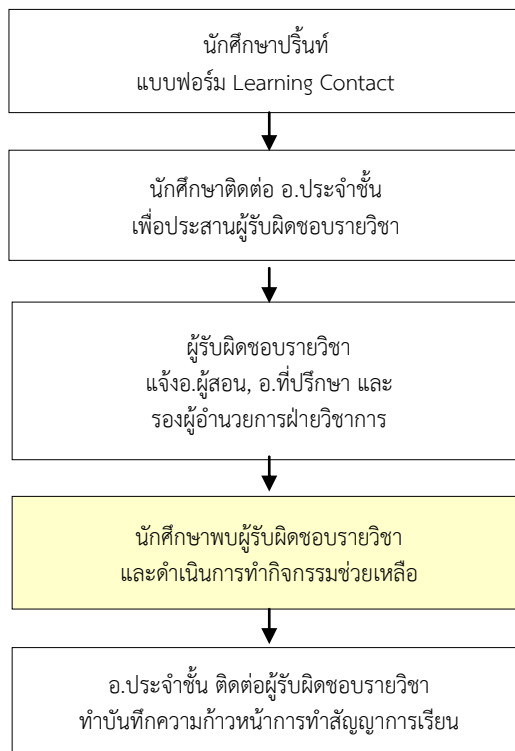 นักศึกษาปริ้นท์
แบบฟอร์ม Learning Contact
นักศึกษาติดต่อ อ.ประจำชั้น
เพื่อประสานผู้รับผิดชอบรายวิชา
ผู้รับผิดชอบรายวิชา
แจ้งอ.ผู้สอน, อ.ที่ปรึกษา และ
รองผู้อำนวยการฝ่ายวิชาการ
นักศึกษาพบผู้รับผิดชอบรายวิชา
และดำเนินการทำกิจกรรมช่วยเหลือ
อ.ประจำชั้น ติดต่อผู้รับผิดชอบรายวิชา
ทำบันทึกความก้าวหน้าการทำสัญญาการเรียน